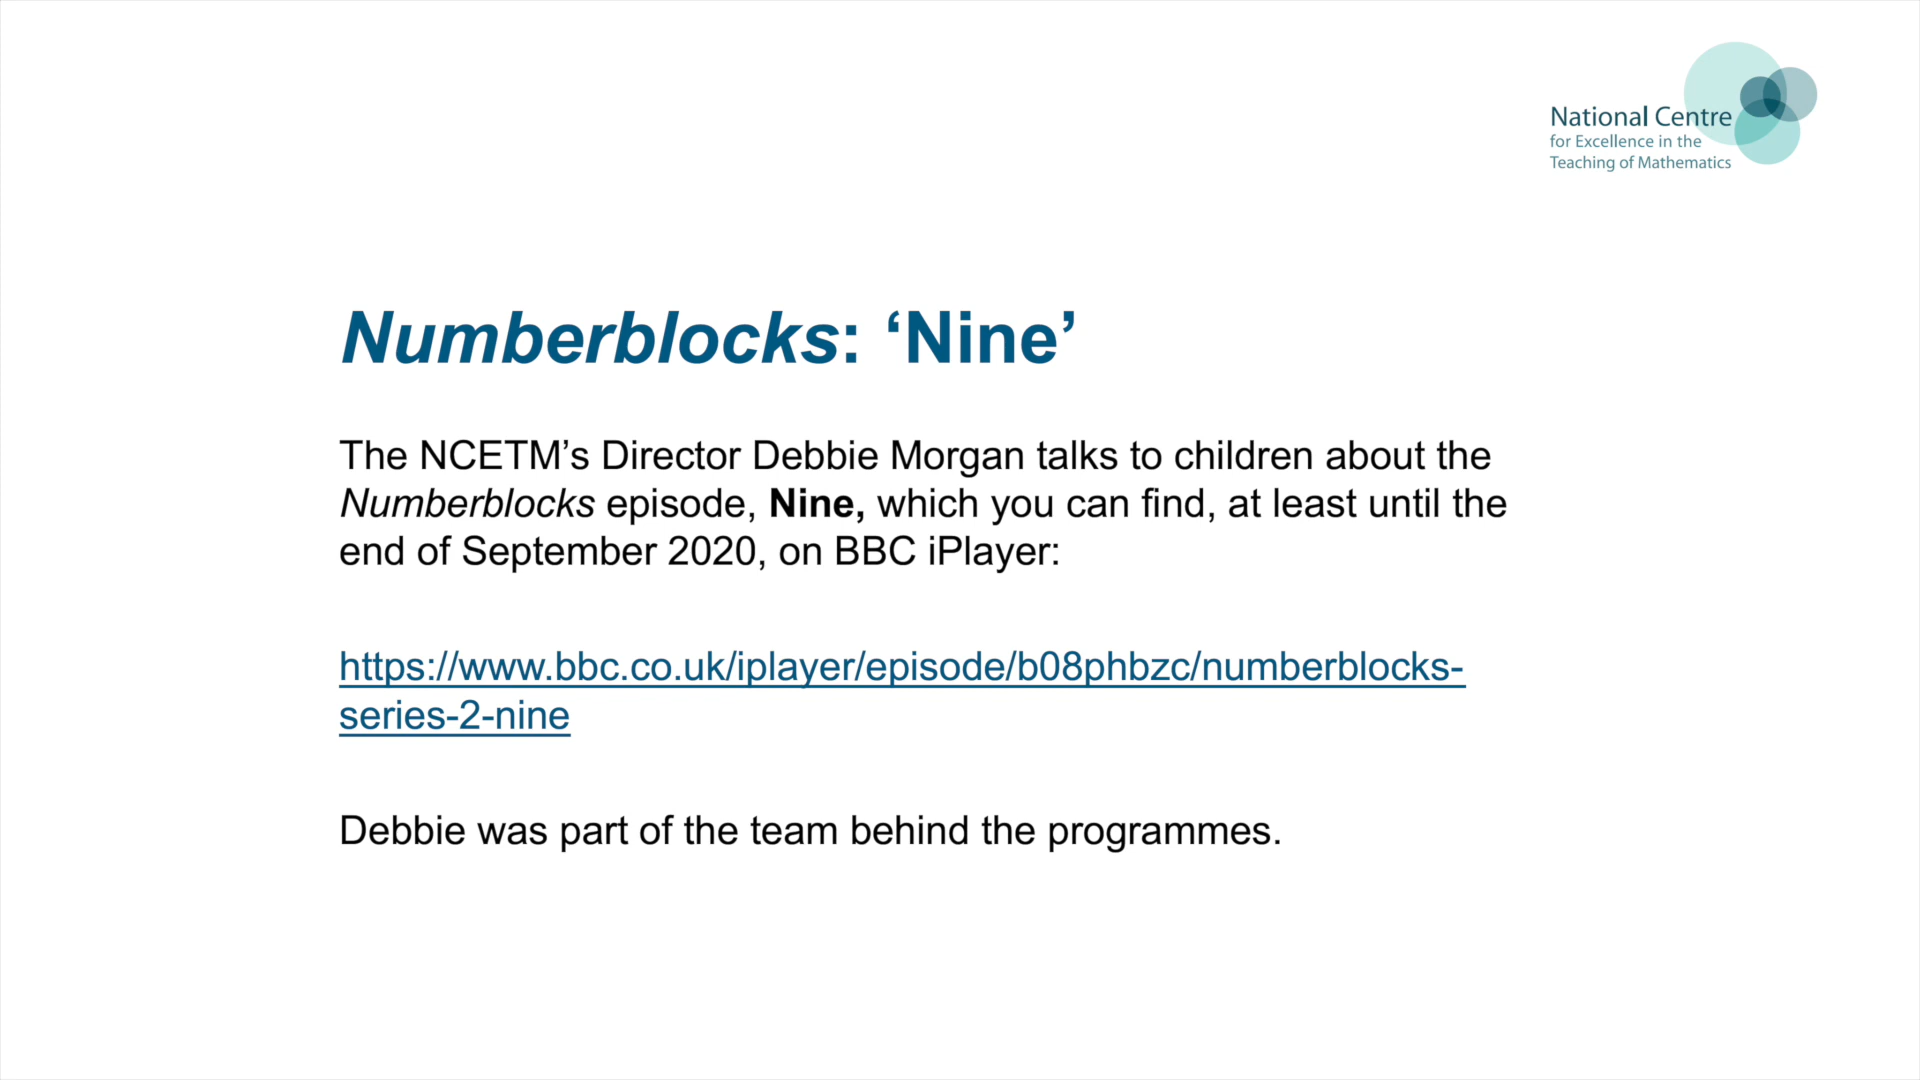 National Centre
for Excellence in the
Teaching of Mathematics
Numberblocks: ‘Nine’
The NCETM’s Director Debbie Morgan talks to children about the
Numberblocks episode, Nine, which you can find, at least until the
end of September 2020, on BBC iPlayer:
https://www.bbc.co.uk/iplayer/episode/b08phbzc/numberblocks-
series-2-nine
Debbie was part of the team behind the programmes.